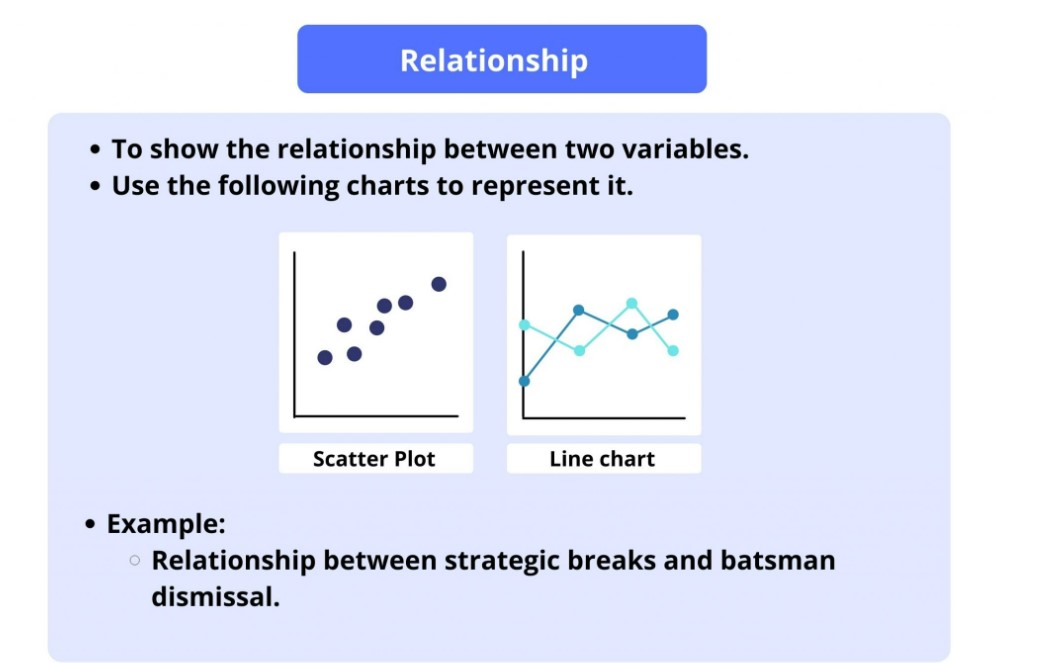 Relationship
• To show the relationship between two variables.
• Use the following charts to represent it.
Scatter Plot
Line chart
• Example:
○ Relationship between strategic breaks and batsman
dismissal.